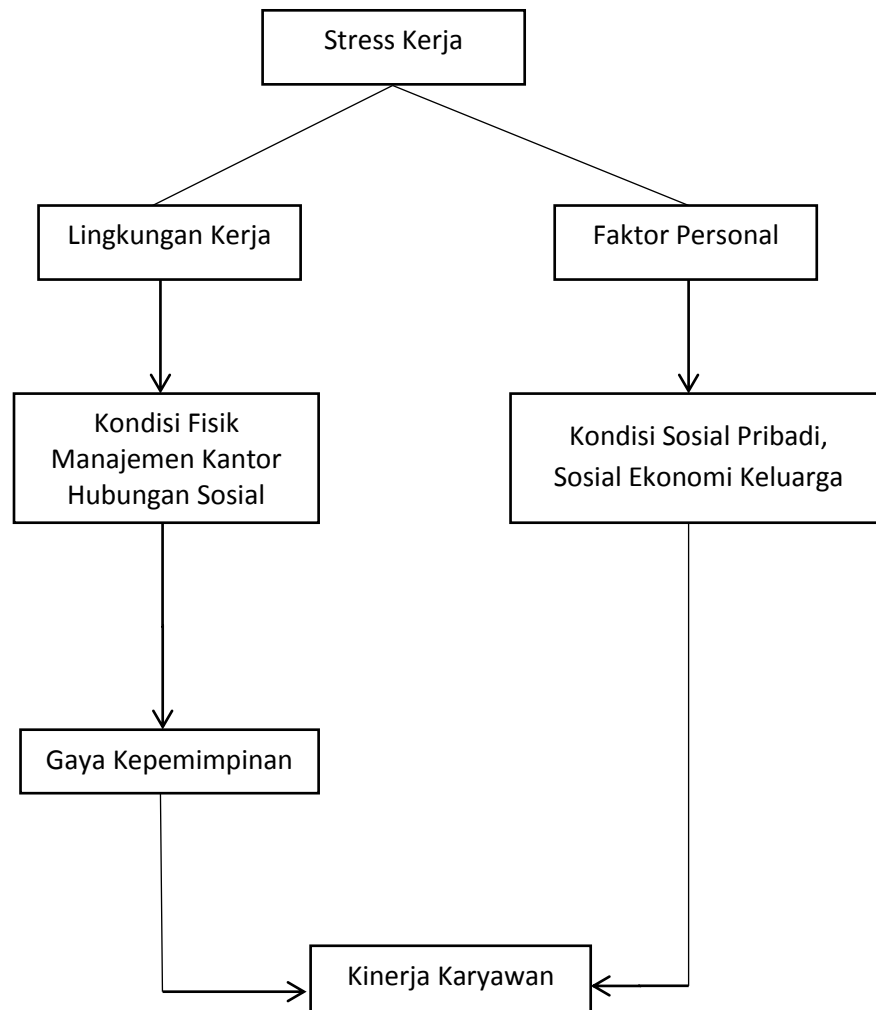 Stress Kerja
Lingkungan Kerja
Faktor Personal
Kondisi Fisik
Manajemen Kantor
Hubungan Sosial
Kondisi Sosial Pribadi,
Sosial Ekonomi Keluarga
Gaya Kepemimpinan
Kinerja Karyawan